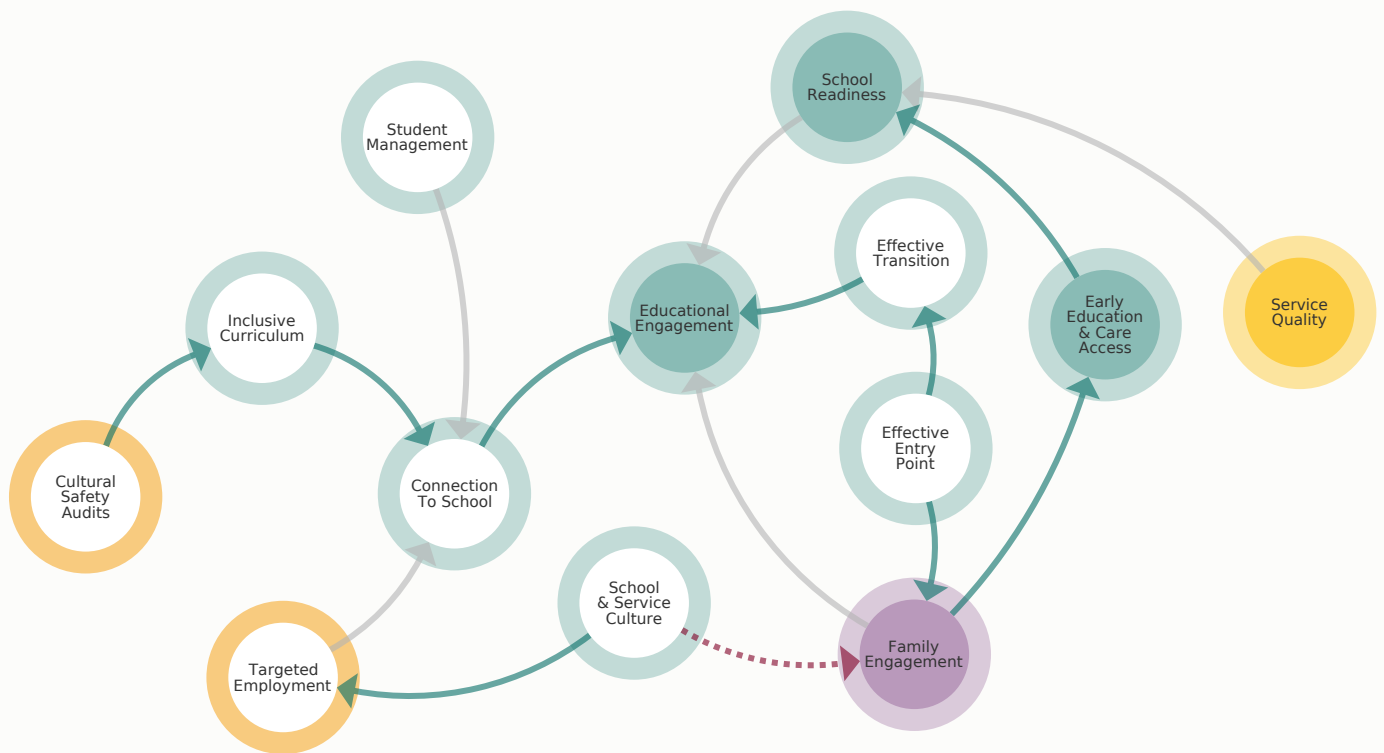 School
Readiness
Student
Management
Effective
Transition
Inclusive
Curriculum
Educational
Engagement
Early
Education
& Care
Access
Service
Quality
Effective
Entry
Point
Cultural
Safety
Audits
Connection
To School
School
& Service
Culture
Family
Engagement
Targeted
Employment